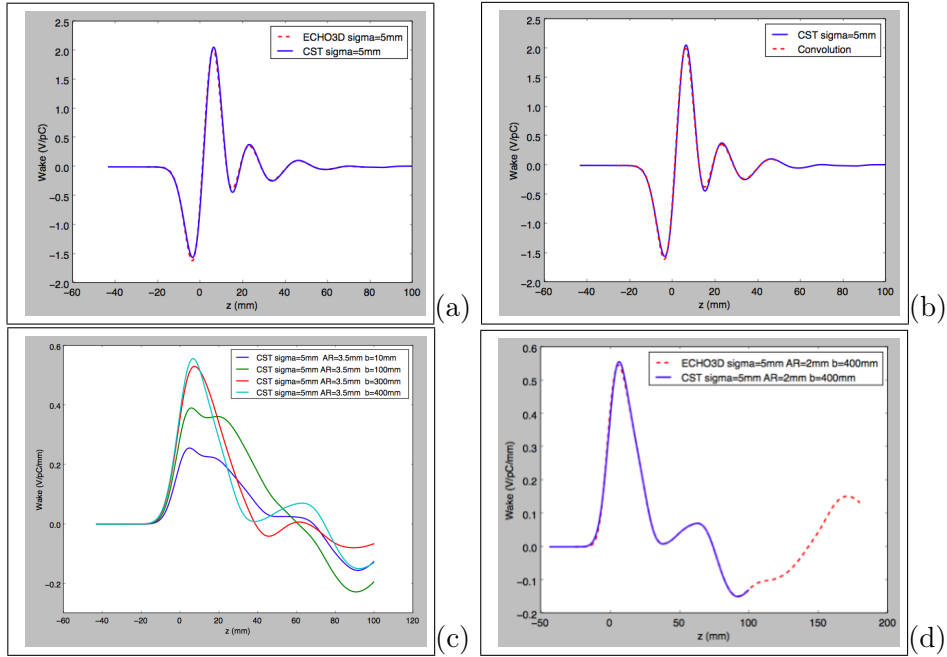 2.5
2.0
1.5
1.0
0.5
0.0
−0.5
−1.0
−1.5
−2.0
Wake (V/pC)
−60 −40 −20 0 20 40 60 80 100
z (mm)
ECHO3D sigma=5mm
CST sigma=5mm
(a)
2.5
2.0
1.5
1.0
0.5
0.0
−0.5
−1.0
−1.5
−2.0
Wake (V/pC)
−60 −40 −20 0 20 40 60 80 100
z (mm)
CST sigma=5mm
Convolution
(b)
0.6
0.4
0.2
0.0
−0.2
Wake (V/pC/mm)
−60 −40 −20 0 20 40 60 80 100 120
z (mm)
CST sigma=5mm AR=3.5mm b=10mm
CST sigma=5mm AR=3.5mm b=100mm
CST sigma=5mm AR=3.5mm b=300mm
CST sigma=5mm AR=3.5mm b=400mm
(c)
0.6
0.5
0.4
0.3
0.2
0.1
0.0
−0.1
−0.2
Wake (V/pC/mm)
−50 0 50 100 150 200
z (mm)
ECHO3D sigma=5mm AR=2mm b=400mm
CST sigma=5mm AR=2mm b=400mm
(d)